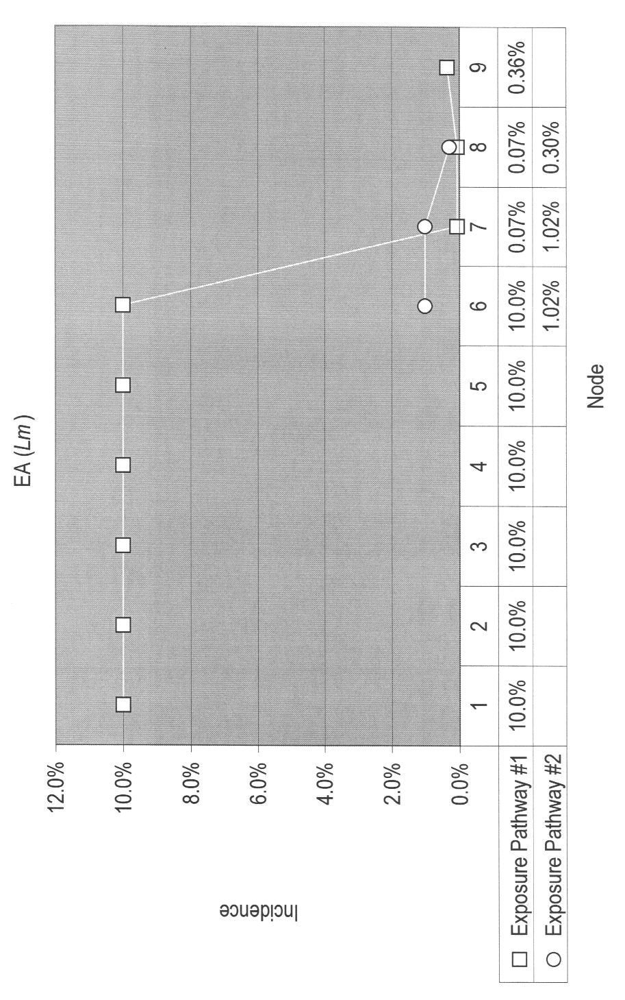 EA (Lm)
12.0%
10.0%
8.0%
6.0%
4.0%
2.0%
0.0%
Incidence
1 2 3 4 5 6 7 8 9
Exposure Pathway #1 10.0% 10.0% 10.0% 10.0% 10.0% 10.0% 0.07% 0.07% 0.36%
Exposure Pathway #2 1.02% 1.02% 0.30%
Node